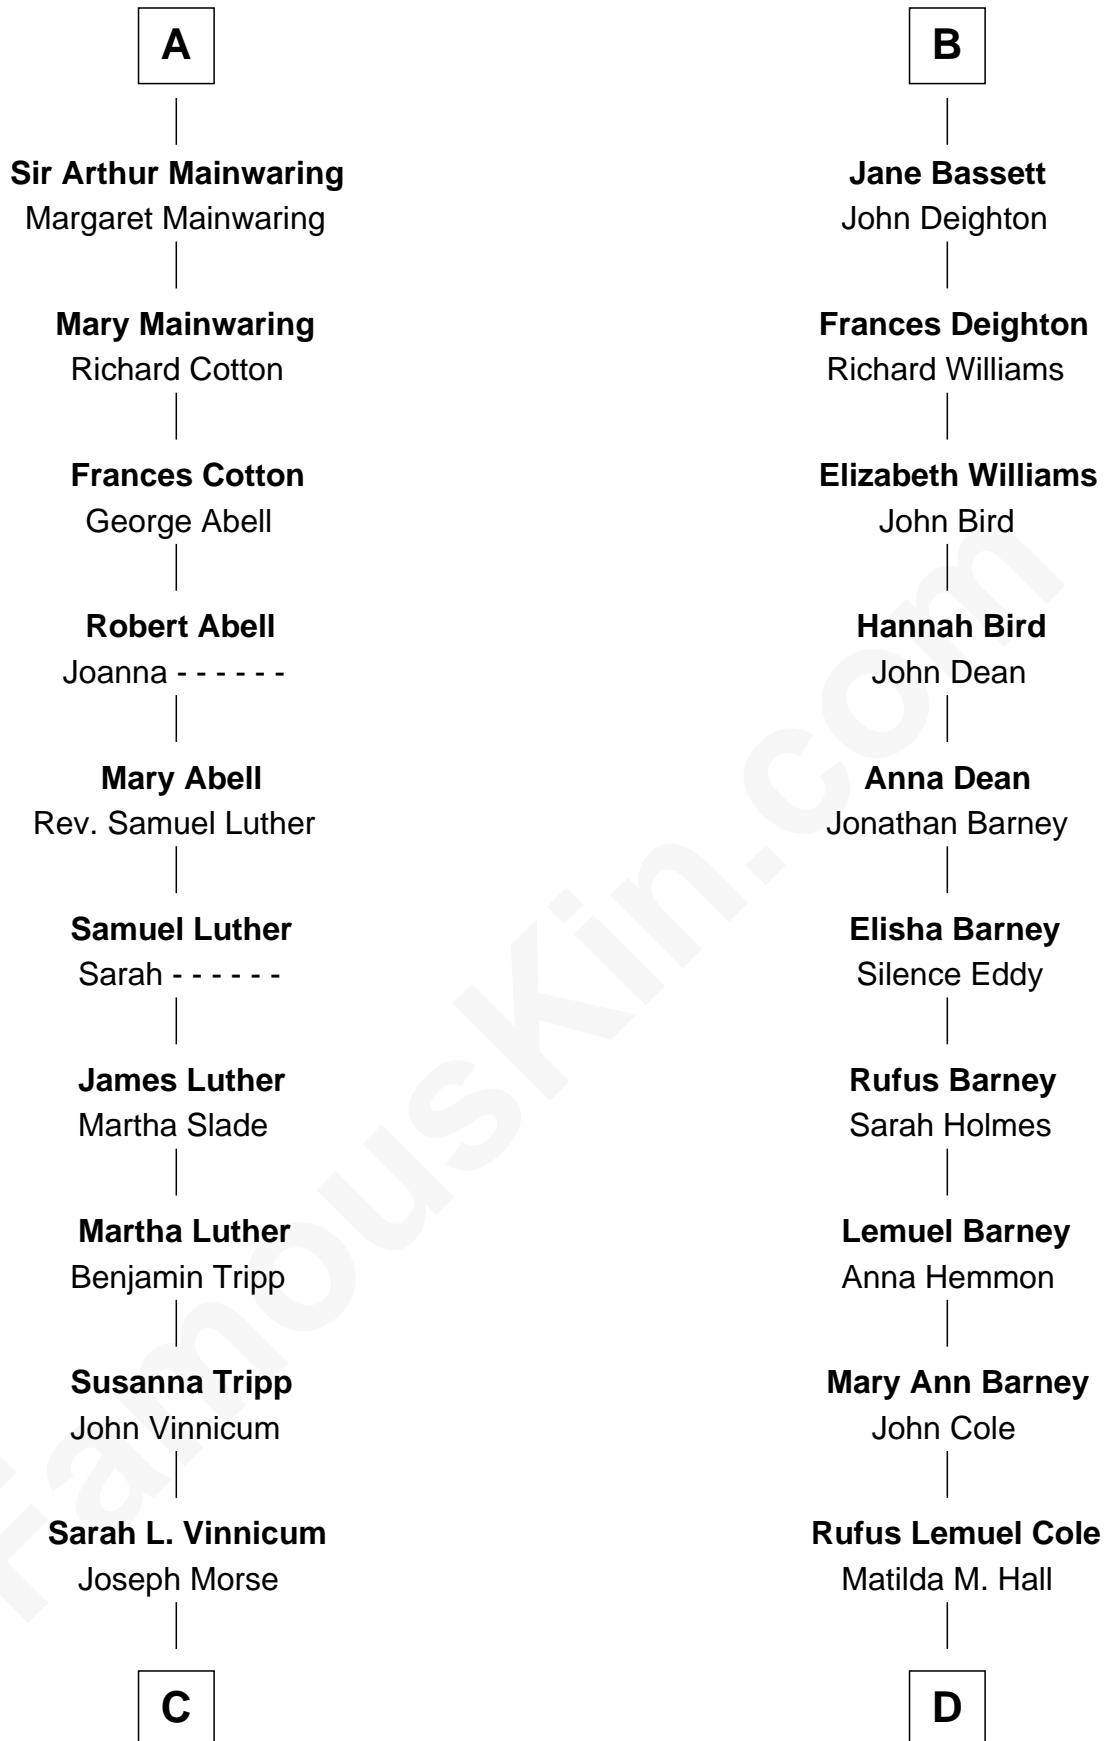 A
Sir Arthur Mainwaring
Margaret Mainwaring
Mary Mainwaring
Richard Cotton
Frances Cotton
George Abell
Robert Abell
Joanna - - - - - -
Mary Abell
Rev. Samuel Luther
Samuel Luther
Sarah - - - - - -
James Luther
Martha Slade
Martha Luther
Benjamin Tripp
Susanna Tripp
John Vinnicum
Sarah L. Vinnicum
Joseph Morse
C
B
Jane Bassett
John Deighton
Frances Deighton
Richard Williams
Elizabeth Williams
John Bird
Hannah Bird
John Dean
Anna Dean
Jonathan Barney
Elisha Barney
Silence Eddy
Rufus Barney
Sarah Holmes
Lemuel Barney
Anna Hemmon
Mary Ann Barney
John Cole
Rufus Lemuel Cole
Matilda M. Hall
D
FamousKin.com